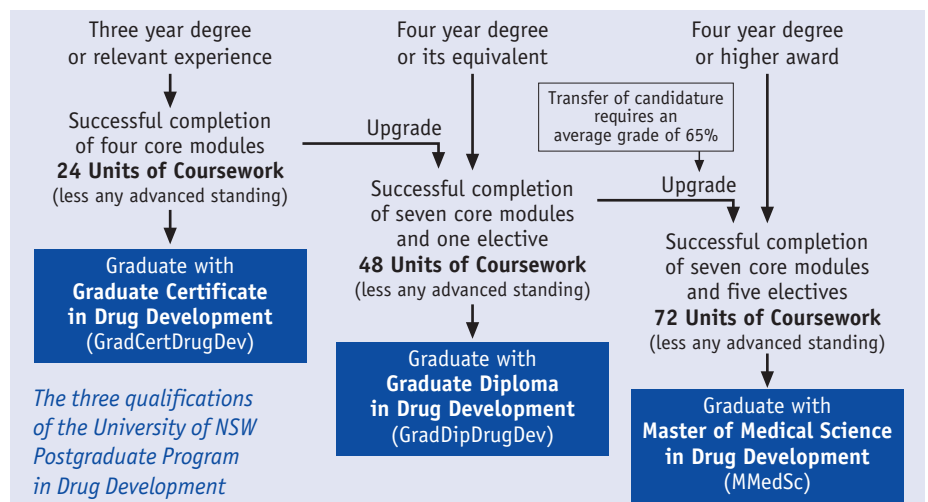 Three year degree
or relevant experience
Successful completion
of four core modules
24 Units of Coursework
(less any advanced standing)
Graduate with
Graduate Certificate
in Drug Development
(GradCertDrugDev)
The three qualifications
of the University of NSW
Postgraduate Program
in Drug Development
Four year degree
or its equivalent
Upgrade
Successful completion
of seven core modules
and one elective
48 Units of Coursework
(less any advanced standing)
Graduate with
Graduate Diploma
in Drug Development
(GradDipDrugDev)
Four year degree
or higher award
Transfer of candidature
requires an
average grade of 65%
Upgrade
Successful completion
of seven core modules
and five electives
72 Units of Coursework
(less any advanced standing)
Graduate with
Master of Medical Science
in Drug Development
(MMedSc)